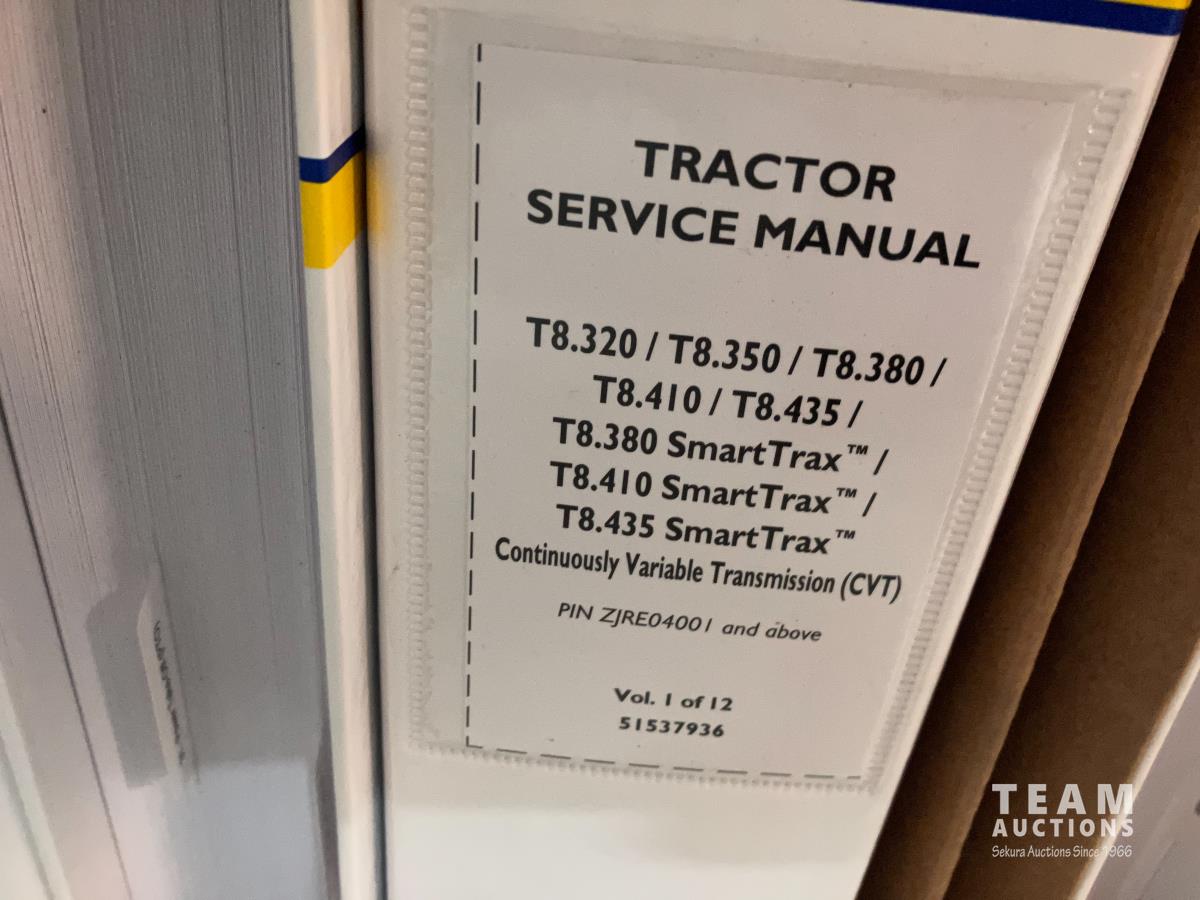 TRACTOR
SERVICE MANUAL
T8.320 / T8.350 / T8.380 /
T8.410 / T8.435 /
T8.380 SmartTrax™ /
T8.410 SmartTrax™ /
T8.435 SmartTrax™
Continuously Variable Transmission (CVT)
PIN ZJRE04001 and above
Vol. 1 of 12
51537936
TEAM
AUCTIONS
Sekura Auctions Since 1966